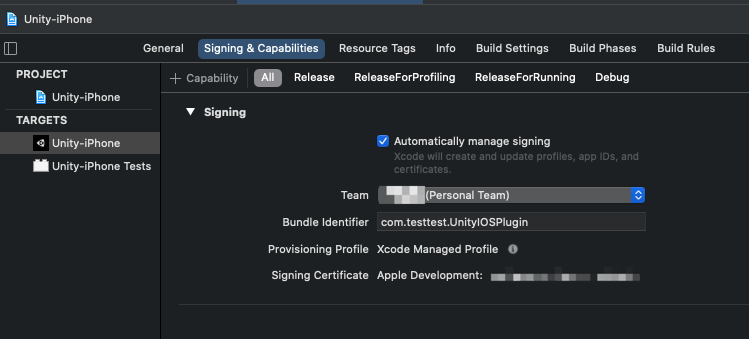 Unity-iPhone
General Signing & Capabilities Resource Tags Info Build Settings Build Phases Build Rules
PROJECT
Unity-iPhone
TARGETS
Unity-iPhone
Unity-iPhone Tests
+ Capability All Release ReleaseForProfiling ReleaseForRunning Debug
Signing
Automatically manage signing
Xcode will create and update profiles, app IDs, and
certificates.
Team (Personal Team)
Bundle Identifier com.testtest.UnityIOSPlugin
Provisioning Profile Xcode Managed Profile
Signing Certificate Apple Development: